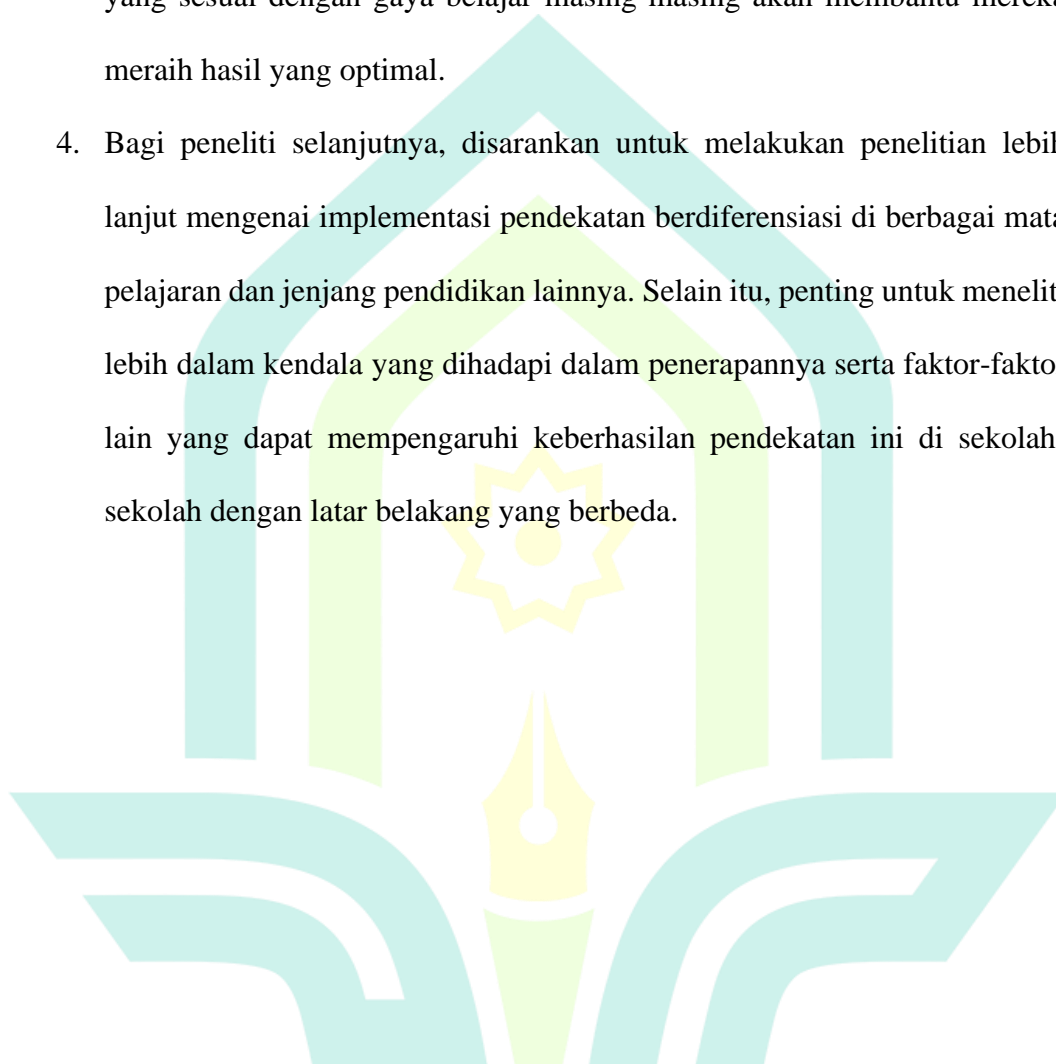 yang sesuai dengan gaya belajar masing-masing akan membantu mereka
meraih hasil yang optimal.
4. Bagi peneliti selanjutnya, disarankan untuk melakukan penelitian lebih
lanjut mengenai implementasi pendekatan berdiferensiasi di berbagai mata
pelajaran dan jenjang pendidikan lainnya. Selain itu, penting untuk menelit
lebih dalam kendala yang dihadapi dalam penerapannya serta faktor-fakto
lain yang dapat mempengaruhi keberhasilan pendekatan ini di sekolah
sekolah dengan latar belakang yang berbeda.